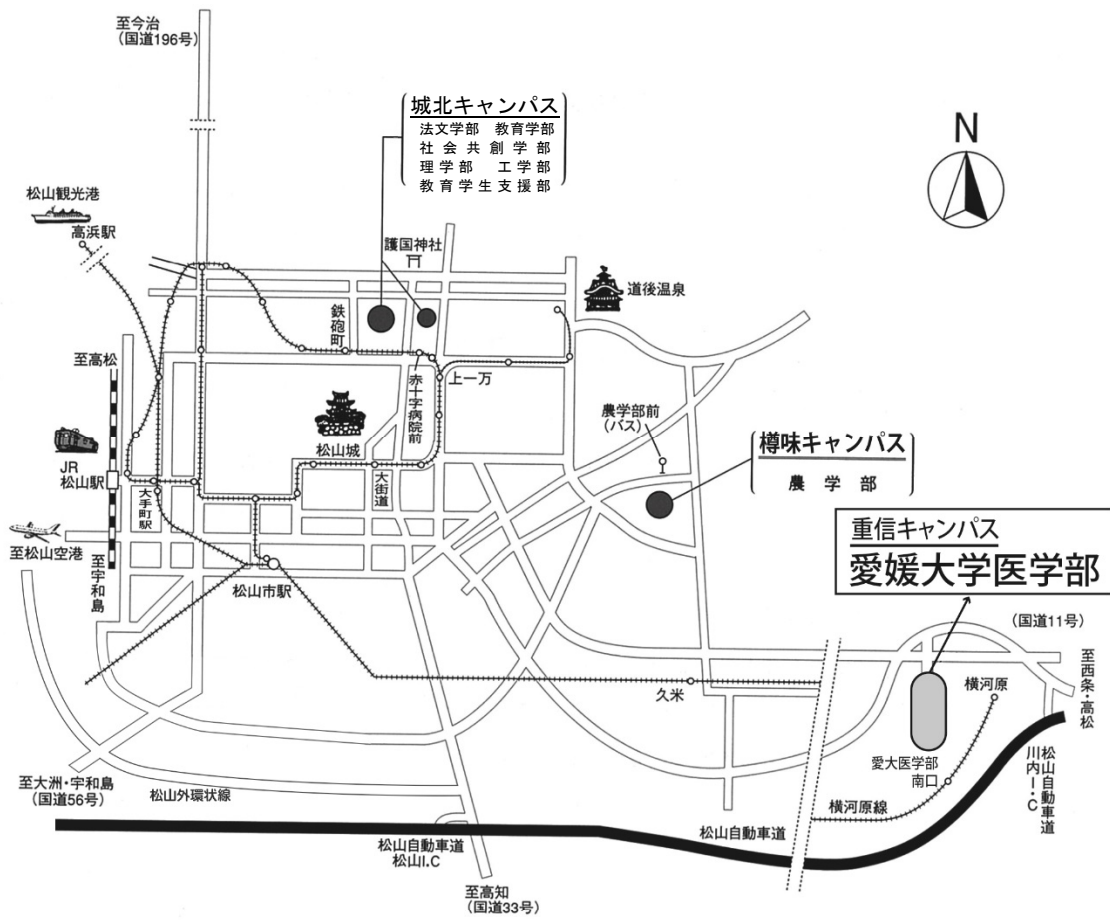 至今治
(国道196号)
城北キャンパス
法文学部 教育学部
社会共創学部
理学部 工学部
教育学生支援部
N
松山観光港
高浜駅
護国神社
道後温泉
鉄砲町
至高松
赤十字病院前
上一万
農学部前
(バス)
松山城
樽味キャンパス
農学部
JR
松山駅
大手町駅
大街道
重信キャンパス
愛媛大学医学部
至松山空港
至宇和島
松山市駅
(国道11号)
至西条・高松
久米
横河原
愛大医学部
南口
至大洲・宇和島
(国道56号)
松山外環状線
横河原線
松山自動車道
川内I・C
松山自動車道
松山I.C
松山自動車道
至高知
(国道33号)